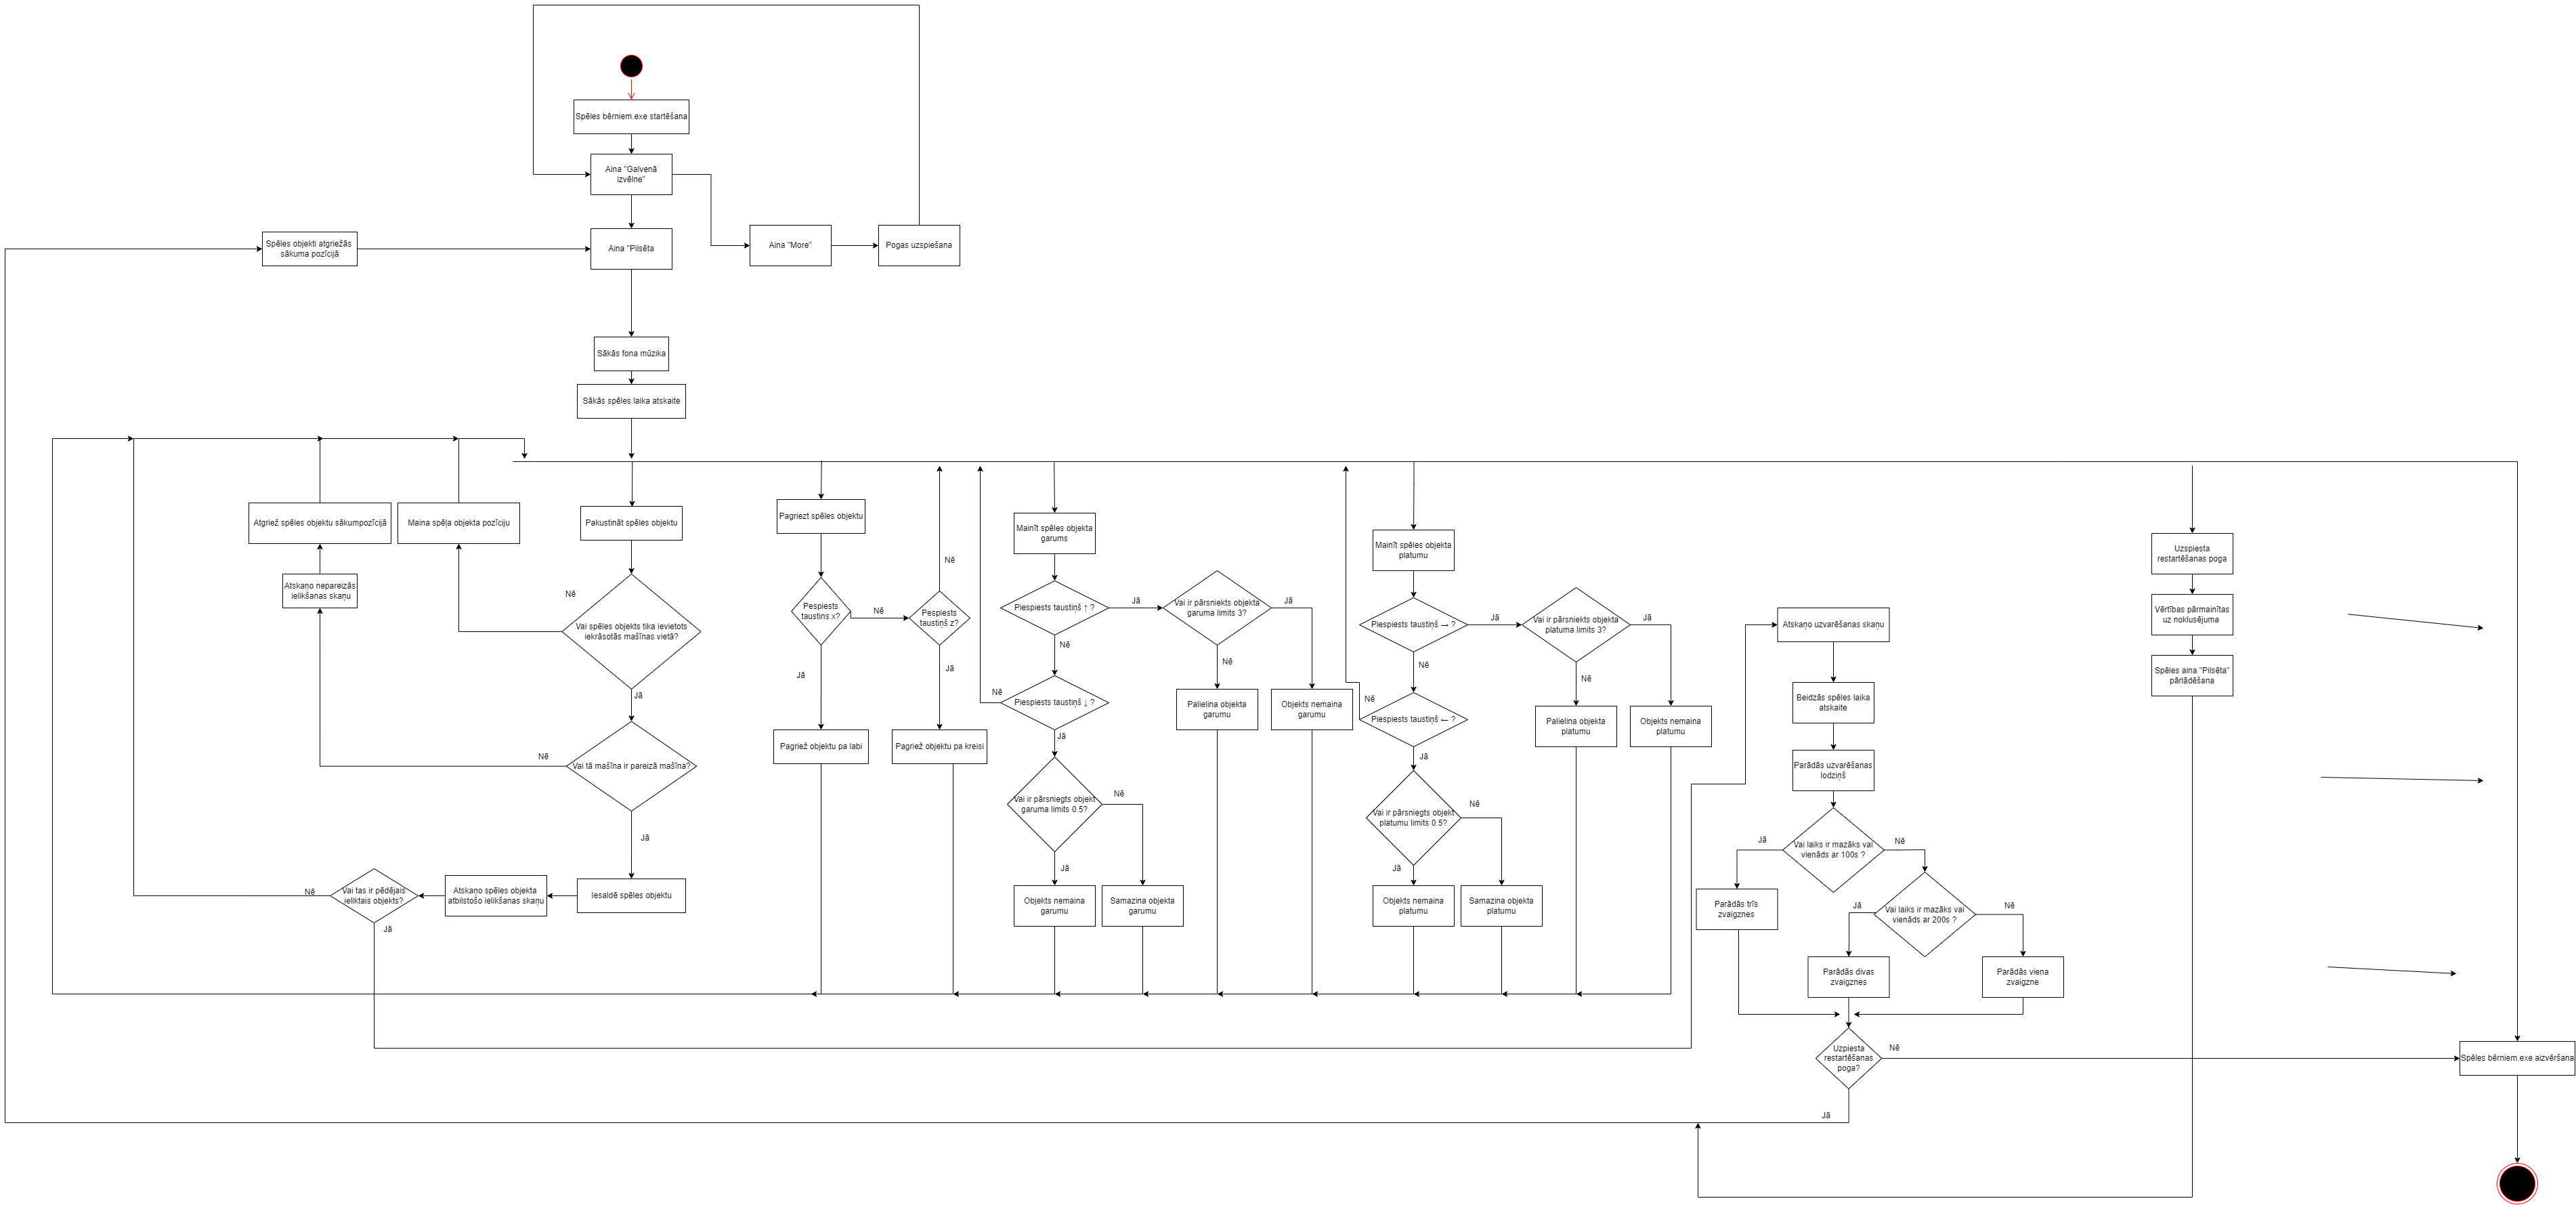 Spēles bērniem.exe startēšana
Aina "Galvenā
izvēlne"
Spēles objekti atgriežās
sākuma pozīcijā
Aina "Pilsēta
Aina "More"
Pogas uzspiešana
Sākās fona mūzika
Sākās spēles laika atskaite
Atgriež spēles objektu sākumpozīcijā
Maina spēļa objekta pozīciju
Pakustināt spēles objektu
Pagriezt spēles objektu
Mainīt spēles objekta
garums
Mainīt spēles objekta
platumu
Uzspiesta
restartēšanas poga
Nē
Atskaņo nepareizās
ielikšanas skaņu
Nē
Vai spēles objekts tika ievietots
iekrāsotās mašīnas vietā?
Pespiests
taustins x?
Nē
Pespiests
taustiņš z?
Piespiests taustiņš ↑ ?
Jā
Vai ir pārsniekts objekta
garuma limits 3?
Jā
Piespiests taustiņš → ?
Jā
Vai ir pārsniekts objekta
platuma limits 3?
Jā
Atskaņo uzvarēšanas skaņu
Vērtības pārmainītas
uz noklusējuma
Jā
Jā
Jā
Nē
Nē
Nē
Nē
Spēles aina "Pilsēta"
pārlādēšana
Nē
Piespiests taustiņš ↓ ?
Palielina objekta
garumu
Objekts nemaina
garumu
Nē
Piespiests taustiņš ← ?
Palielina objekta
platumu
Objekts nemaina
platumu
Beidzās spēles laika
atskaite
Nē
Vai tā mašīna ir pareizā mašīna?
Pagriež objektu pa labi
Pagriež objektu pa kreisi
Jā
Jā
Parādās uzvarēšanas
lodziņš
Jā
Vai ir pārsniegts objekt
garuma limits 0.5?
Nē
Vai ir pārsniegts objekt
platumu limits 0.5?
Nē
Jā
Vai laiks ir mazāks vai
vienāds ar 100s ?
Nē
Jā
Jā
Nē
Vai tas ir pēdējais
ieliktais objekts?
Atskaņo spēles objekta
atbilstošo ielikšanas skaņu
Iesaldē spēles objektu
Objekts nemaina
garumu
Samazina objekta
garumu
Objekts nemaina
platumu
Samazina objekta
platumu
Parādās trīs
zvaigznes
Jā
Vai laiks ir mazāks vai
vienāds ar 200s ?
Nē
Jā
Parādās divas
zvaigznes
Parādās viena
zvaigzne
Uzpiesta
restartēšanas
poga?
Nē
Spēles bērniem.exe aizvēršana
Jā